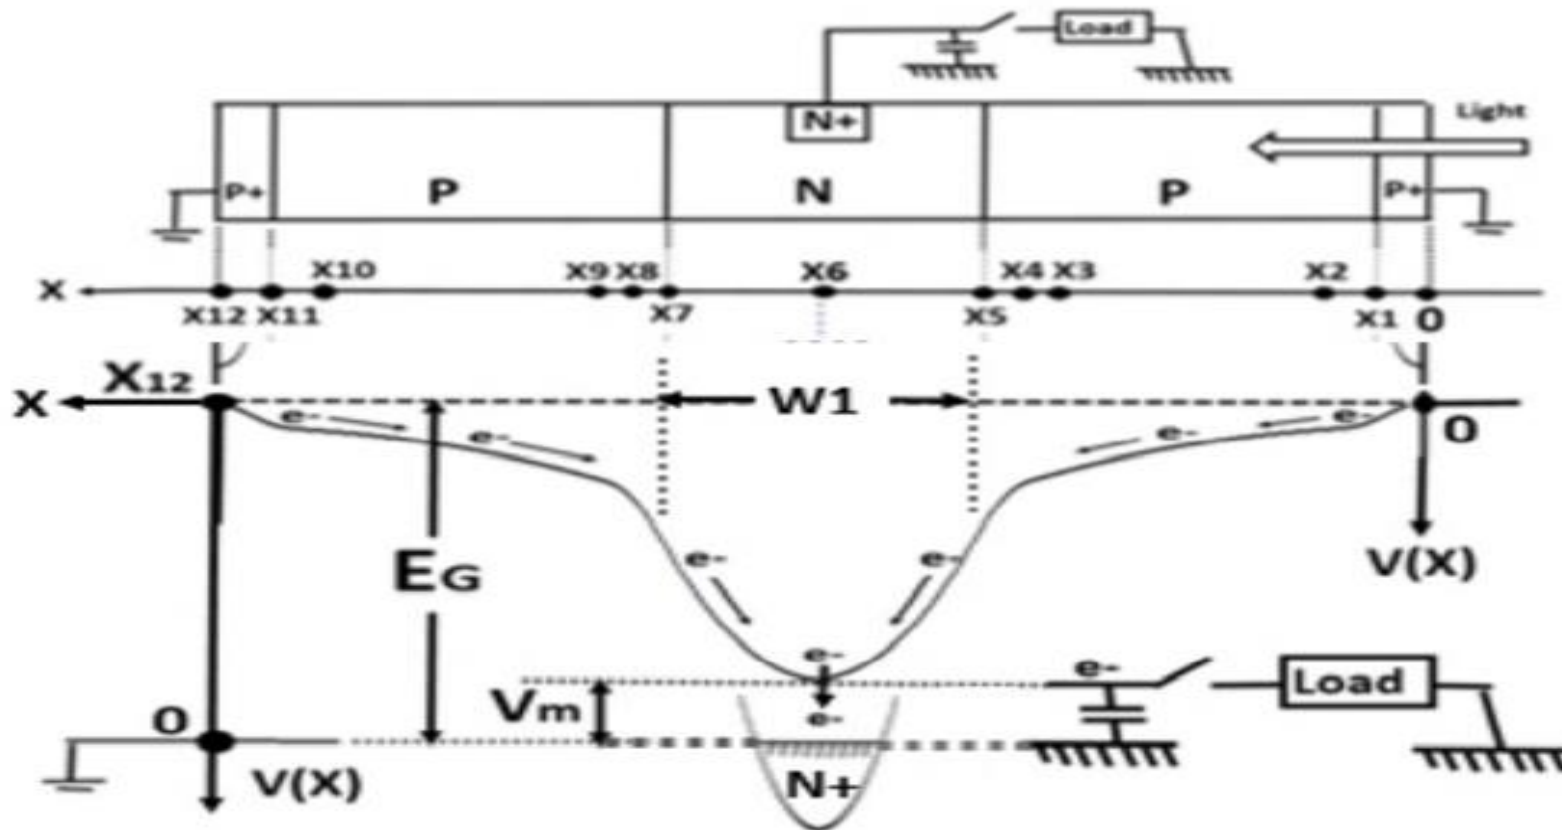 Load
Light
N+
P+ P N P P+
X10 X9 X8 X6 X4 X3 X2
X
X12 X11 X7 X5 X1 0
X12
X W1
e- e- e- e-
0
EG
e- e-
V(X)
e-
e-
Vm
e-
Load
0
V(X)
N+